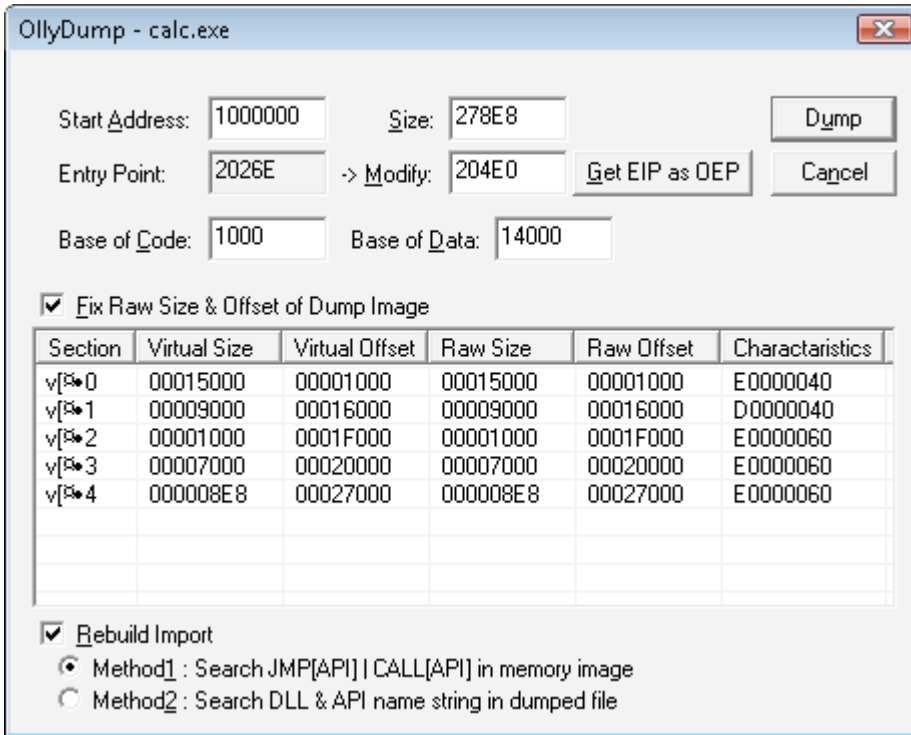 OllyDump - calc.exe
Start Address: 1000000 Size: 278E8 Dump
Entry Point: 2026E -> Modify: 204E0 Get EIP as OEP Cancel
Base of Code: 1000 Base of Data: 14000
Fix Raw Size & Offset of Dump Image
Section Virtual Size Virtual Offset Raw Size Raw Offset Charactaristics
00015000 00001000 00015000 00001000 E0000040
00009000 00016000 00009000 00016000 D0000040
00001000 0001F000 00001000 0001F000 E0000060
00007000 00020000 00007000 00020000 E0000060
000008E8 00027000 000008E8 00027000 E0000060
Rebuild Import
Method1 : Search JMP[API] | CALL[API] in memory image
Method2 : Search DLL & API name string in dumped file